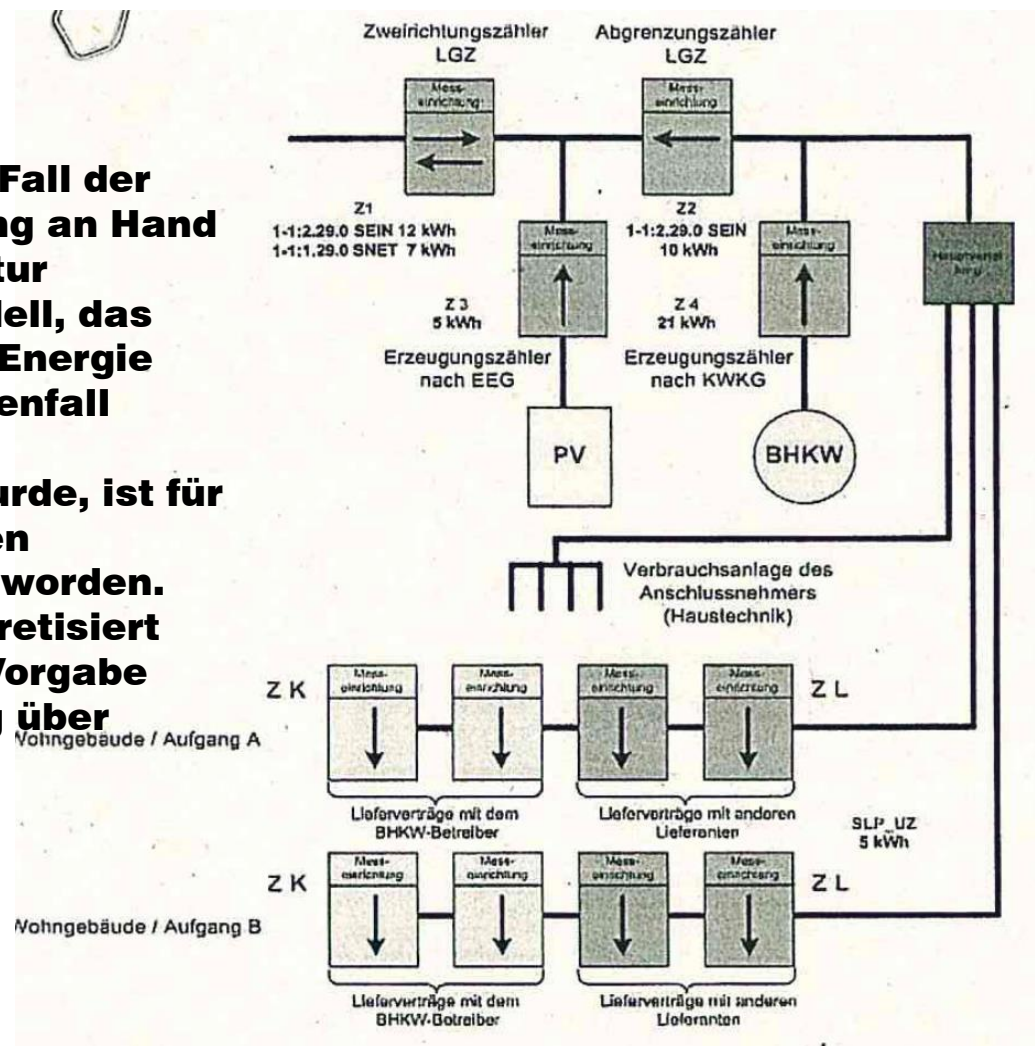 Zweirichtungszähler
LGZ
Abgrenzungszähler
LGZ
Mess-
einrichtung
Mess-
einrichtung
Fall der
ng an Hand
tur
dell, das
Energie
enfall
urde, ist für
en
worden.
retisiert
Vorgabe
g über
Z1
1-1:2.29.0 SEIN 12 kWh
1-1:1.29.0 SNET 7 kWh
Z2
1-1:2.29.0 SEIN
10 kWh
Mess-
einrichtung
Mess-
einrichtung
Z 3
5 kWh
Z 4
21 kWh
Erzeugungszähler
nach EEG
Erzeugungszähler
nach KWKG
PV
BHKW
Verbrauchsanlage des
Anschlussnehmers
(Haustechnik)
Z K
Mess-
einrichtung
Mess-
einrichtung
Mess-
einrichtung
Mess-
einrichtung
Z L
Wohngebäude / Aufgang A
Lieferverträge mit dem
BHKW-Betreiber
Lieferverträge mit anderen
Lieferanten
SLP_UZ
5 kWh
Z K
Mess-
einrichtung
Mess-
einrichtung
Mess-
einrichtung
Mess-
einrichtung
Z L
Wohngebäude / Aufgang B
Lieferverträge mit dem
BHKW-Betreiber
Lieferverträge mit anderen
Lieferanten